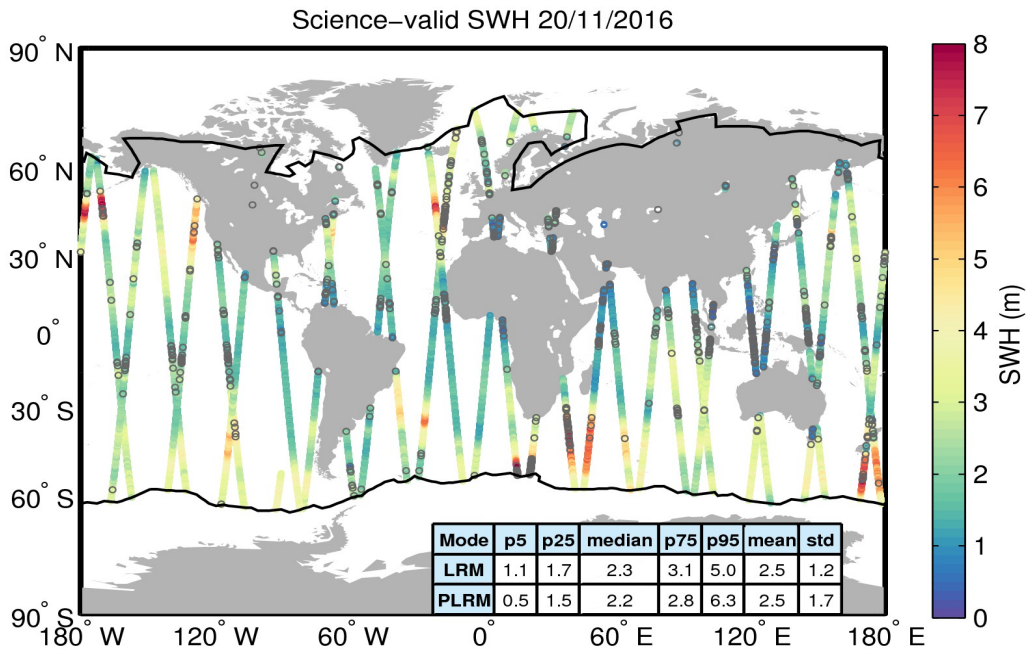 Science−valid SWH 20/11/2016
90° N
60° N
30° N
0°
30° S
60° S
90° S
180° W
120° W
60° W
0°
60° E
120° E
180° E
8
7
6
5
4
3
2
1
0
SWH (m)
Mode p5 p25 median p75 p95 mean std
LRM 1.1 1.7 2.3 3.1 5.0 2.5 1.2
PLRM 0.5 1.5 2.2 2.8 6.3 2.5 1.7